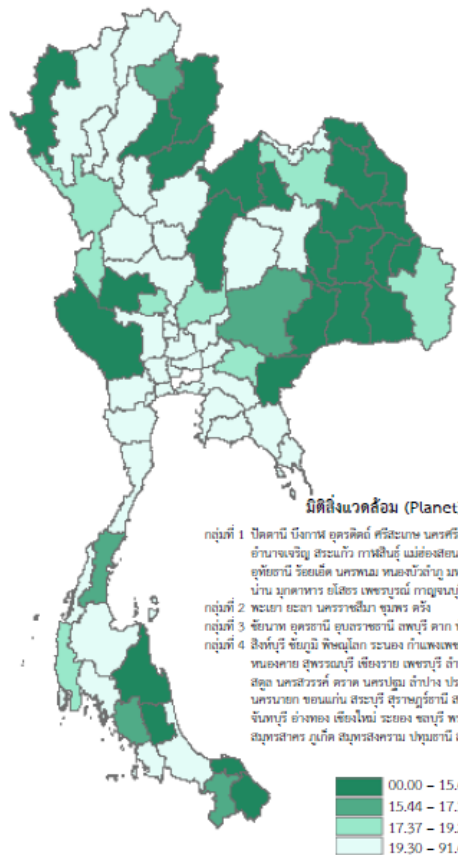 มิติสิ่งแวดล้อม (Planet
กลุ่มที่ 1 ปัตตานี บึงกาฬ อุตรดิตถ์ ศรีสะเกษ นครศรี
อำนาจเจริญ สระแก้ว กาฬสินธุ์ แม่ฮ่องสอน
อุทัยธานี ร้อยเอ็ด นครพนม หนองบัวลำภู มห
น่าน มุกดาหาร ยโสธร เพชรบูรณ์ กาญจนบุ
กลุ่มที่ 2 พะเยา ยะลา นครราชสีมา ชุมพร ตรัง
กลุ่มที่ 3 ชัยนาท อุดรธานี อุบลราชธานี ลพบุรี ตาก
กลุ่มที่ 4 สิงห์บุรี ชัยภูมิ พิษณุโลก ระนอง กำแพงเพช
หนองคาย สุพรรณบุรี เชียงราย เพชรบุรี ลำ
สตูล นครสวรรค์ ตราด นครปฐม ลำปาง ปร
นครนายก ขอนแก่น สระบุรี สุราษฎร์ธานี ส
จันทบุรี อ่างทอง เชียงใหม่ ระยอง ชลบุรี พร
สมุทรสาคร ภูเก็ต สมุทรสงคราม ปทุมธานี
00.00 – 15.
15.44 – 17.
17.37 – 19.
19.30 – 91.